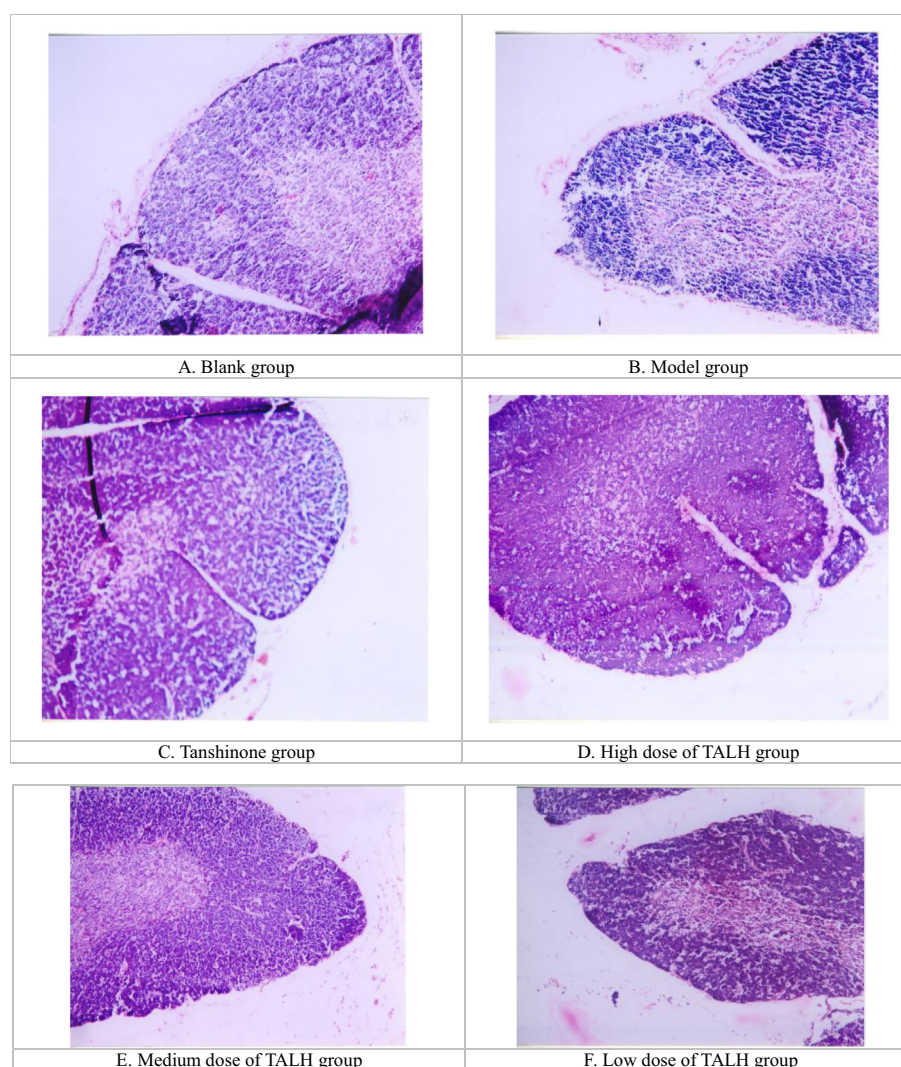 A. Blank group
B. Model group
C. Tanshinone group
D. High dose of TALH group
E. Medium dose of TALH group
F. Low dose of TALH group